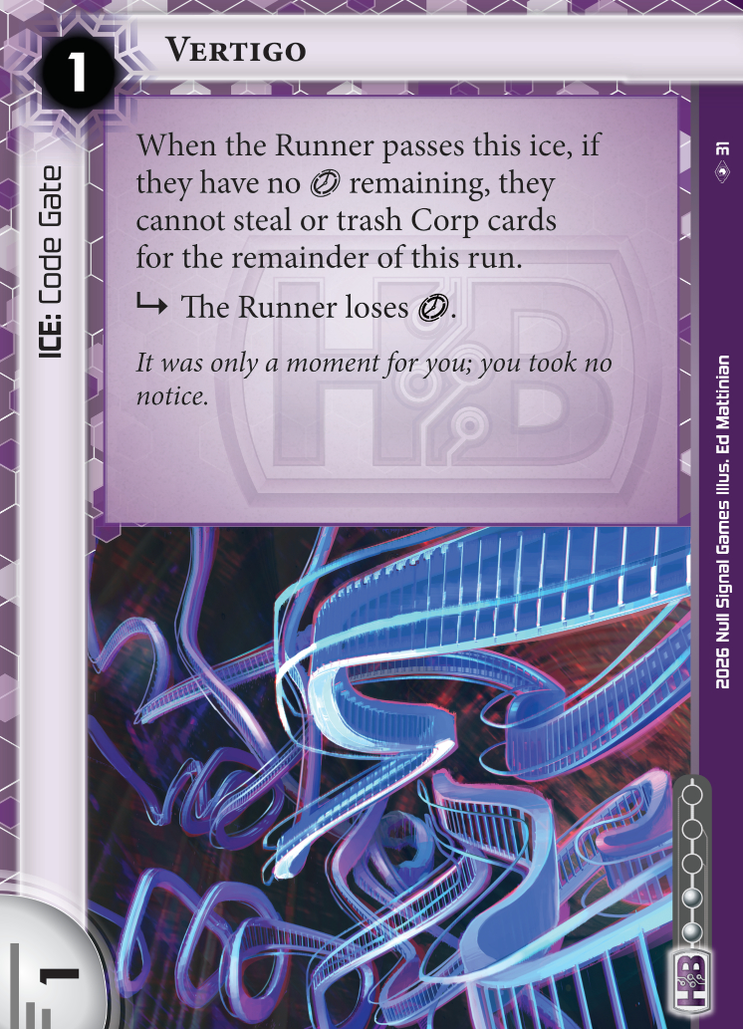 1
VERTIGO
When the Runner passes this ice, if
they have no remaining, they
cannot steal or trash Corp cards
for the remainder of this run.
The Runner loses .
It was only a moment for you; you took no
notice.
ICE: Code Gate
1
31
2026 Null Signal Games Illus. Ed Mattinian
HB
HB